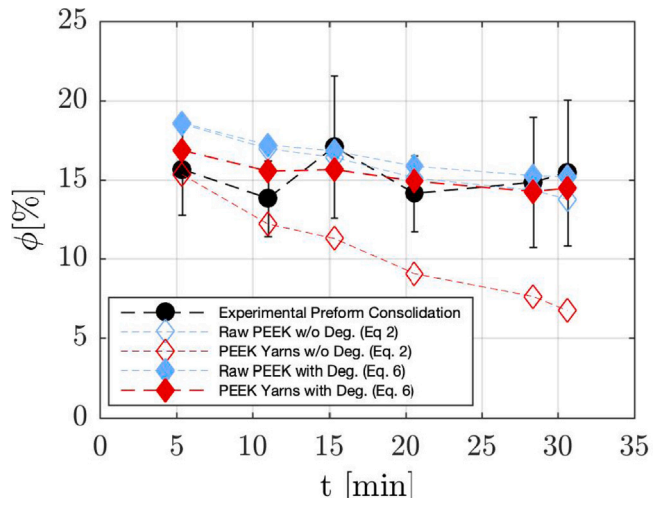 25
20
15
10
5
0
ϕ[%]
Experimental Preform Consolidation
Raw PEEK w/o Deg. (Eq 2)
PEEK Yarns w/o Deg. (Eq. 2)
Raw PEEK with Deg. (Eq. 6)
PEEK Yarns with Deg. (Eq. 6)
0 5 10 15 20 25 30 35
t [min]